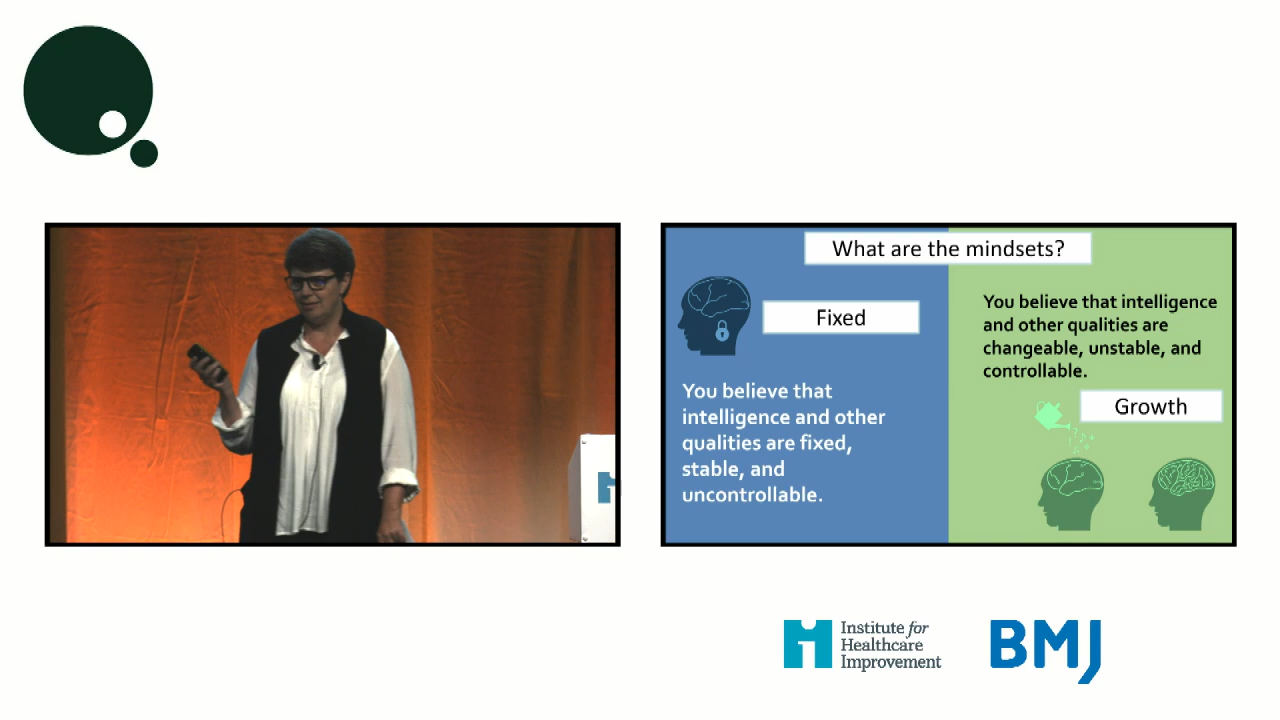 What are the mindsets?
Fixed
You believe that
intelligence and other
qualities are fixed,
stable, and
uncontrollable.
You believe that intelligence
and other qualities are
changeable, unstable, and
controllable.
Growth
Institute for
Healthcare
Improvement
BMJ